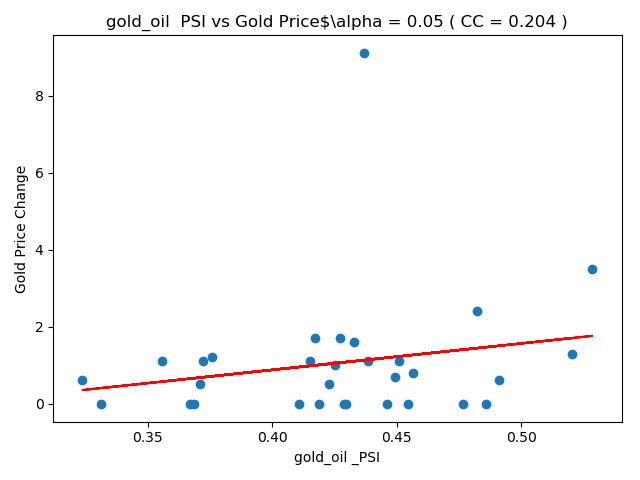 gold_oil  PSI vs Gold Price$\alpha = 0.05 ( CC = 0.204 )
8
6
4
2
0
Gold Price Change
0.35 0.40 0.45 0.50
gold_oil _PSI